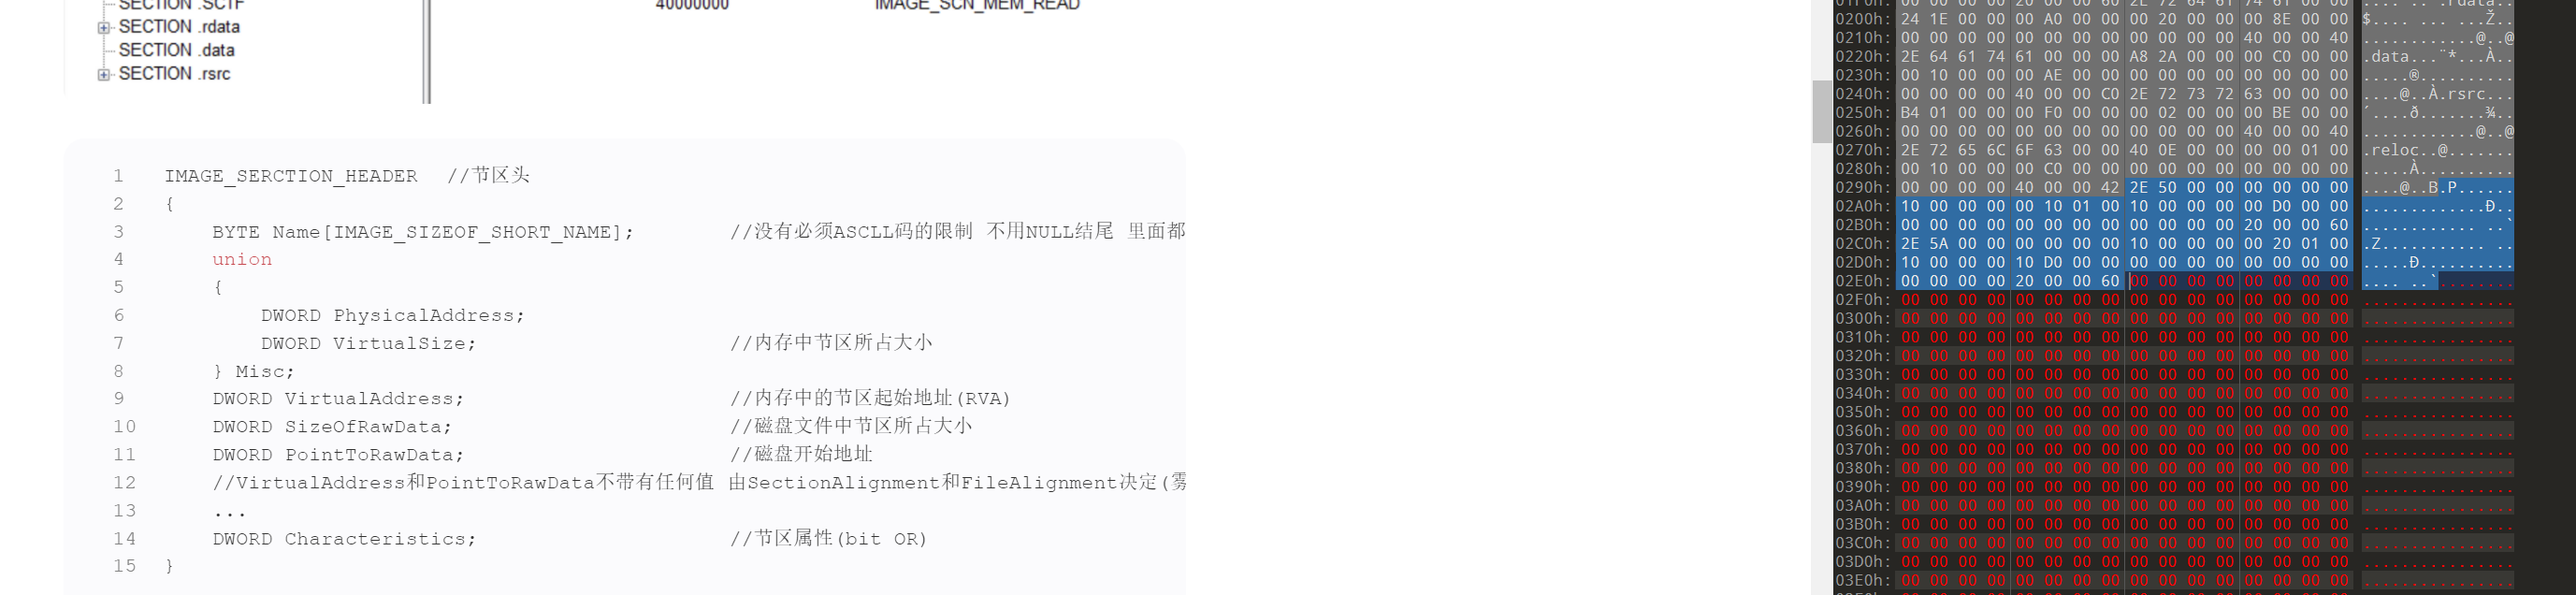 SECTION .SCTF
40000000 IMAGE_SCN_MEM_READ
SECTION .rdata
SECTION .data
SECTION .rsrc
1 IMAGE_SERCTION_HEADER //节区头
2 {
3 BYTE Name[IMAGE_SIZEOF_SHORT_NAME]; //没有必须ASCLL码的限制 不用NULL结尾 里面都
4 union
5 {
6 DWORD PhysicalAddress;
7 DWORD VirtualSize; //内存中节区所占大小
8 } Misc;
9 DWORD VirtualAddress; //内存中的节区起始地址(RVA)
10 DWORD SizeOfRawData; //磁盘文件中节区所占大小
11 DWORD PointToRawData; //磁盘开始地址
12 //VirtualAddress和PointToRawData不带有任何值 由SectionAlignment和FileAlignment决定(雾
13 ...
14 DWORD Characteristics; //节区属性(bit OR)
15 }
01F0h: 00 00 00 00 20 00 00 60 2E 72 64 61 74 61 00 00 .... ..`.rdata..
0200h: 24 1E 00 00 00 A0 00 00 00 20 00 00 00 8E 00 00 $.... ... ...Ž..
0210h: 00 00 00 00 00 00 00 00 00 00 00 00 40 00 00 40 ............@..@
0220h: 2E 64 61 74 61 00 00 00 A8 2A 00 00 00 C0 00 00 .data...¨*...À..
0230h: 00 10 00 00 00 AE 00 00 00 00 00 00 00 00 00 00 .....®..........
0240h: 00 00 00 00 40 00 00 C0 2E 72 73 72 63 00 00 00 ....@..À.rsrc...
0250h: B4 01 00 00 00 F0 00 00 00 02 00 00 00 BE 00 00 ´....ð.......¾..
0260h: 00 00 00 00 00 00 00 00 00 00 00 00 40 00 00 40 ............@..@
0270h: 2E 72 65 6C 6F 63 00 00 40 0E 00 00 00 00 01 00 .reloc..@.......
0280h: 00 10 00 00 00 C0 00 00 00 00 00 00 00 00 00 00 .....À..........
0290h: 00 00 00 00 40 00 00 42 2E 50 00 00 00 00 00 00 ....@..B.P......
02A0h: 10 00 00 00 00 10 01 00 10 00 00 00 00 D0 00 00 .............Ð..
02B0h: 00 00 00 00 00 00 00 00 00 00 00 00 20 00 00 60 ............ ..`
02C0h: 2E 5A 00 00 00 00 00 00 10 00 00 00 00 20 01 00 .Z........... ..
02D0h: 10 00 00 00 10 D0 00 00 00 00 00 00 00 00 00 00 .....Ð..........
02E0h: 00 00 00 00 20 00 00 60 00 00 00 00 00 00 00 00 .... ..`........
02F0h: 00 00 00 00 00 00 00 00 00 00 00 00 00 00 00 00 ................
0300h: 00 00 00 00 00 00 00 00 00 00 00 00 00 00 00 00 ................
0310h: 00 00 00 00 00 00 00 00 00 00 00 00 00 00 00 00 ................
0320h: 00 00 00 00 00 00 00 00 00 00 00 00 00 00 00 00 ................
0330h: 00 00 00 00 00 00 00 00 00 00 00 00 00 00 00 00 ................
0340h: 00 00 00 00 00 00 00 00 00 00 00 00 00 00 00 00 ................
0350h: 00 00 00 00 00 00 00 00 00 00 00 00 00 00 00 00 ................
0360h: 00 00 00 00 00 00 00 00 00 00 00 00 00 00 00 00 ................
0370h: 00 00 00 00 00 00 00 00 00 00 00 00 00 00 00 00 ................
0380h: 00 00 00 00 00 00 00 00 00 00 00 00 00 00 00 00 ................
0390h: 00 00 00 00 00 00 00 00 00 00 00 00 00 00 00 00 ................
03A0h: 00 00 00 00 00 00 00 00 00 00 00 00 00 00 00 00 ................
03B0h: 00 00 00 00 00 00 00 00 00 00 00 00 00 00 00 00 ................
03C0h: 00 00 00 00 00 00 00 00 00 00 00 00 00 00 00 00 ................
03D0h: 00 00 00 00 00 00 00 00 00 00 00 00 00 00 00 00 ................
03E0h: 00 00 00 00 00 00 00 00 00 00 00 00 00 00 00 00 ................